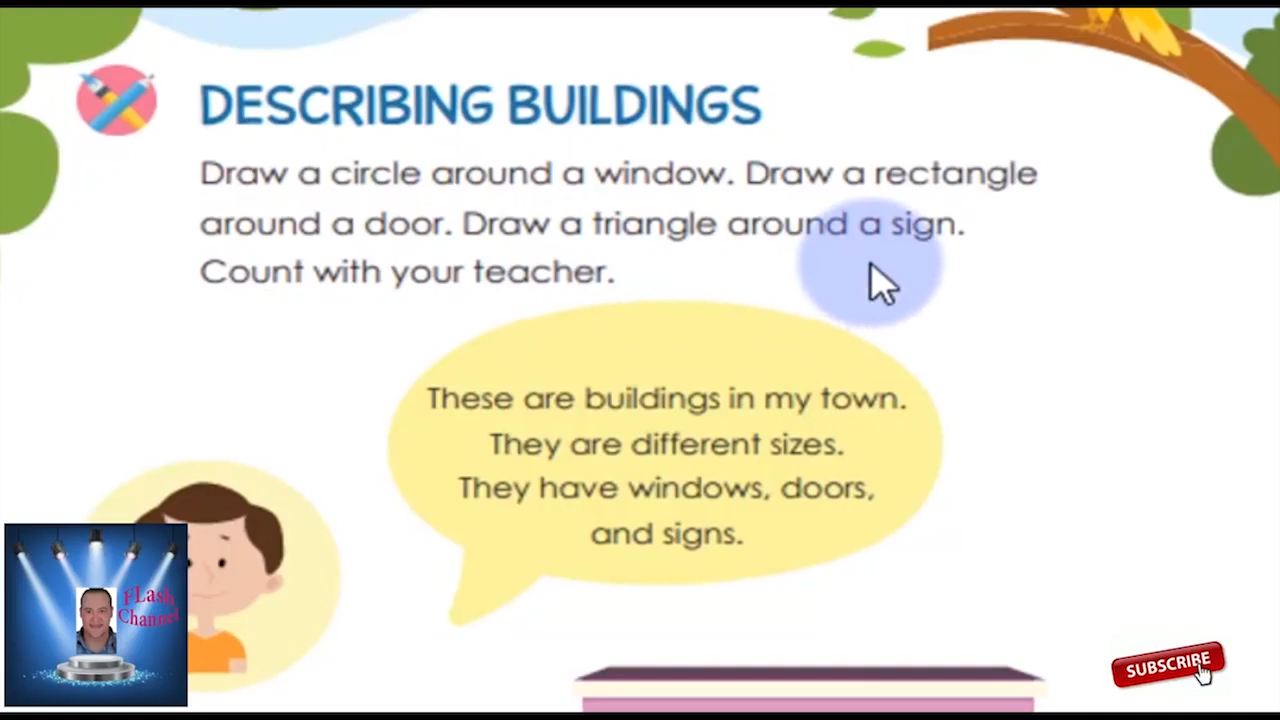 DESCRIBING BUILDINGS
Draw a circle around a window. Draw a rectangle
around a door. Draw a triangle around a sign.
Count with your teacher.
These are buildings in my town.
They are different sizes.
They have windows, doors,
and signs.
FLash
Channel
SUBSCRIBE